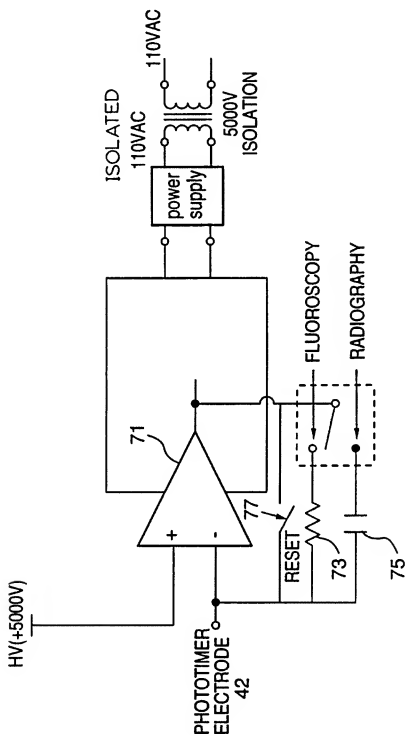 HV(+5000V)
71
+
-
PHOTOTIMER
ELECTRODE
42
77
RESET
73
75
FLUOROSCOPY
RADIOGRAPHY
power
supply
ISOLATED
110VAC
110VAC
5000V
ISOLATION